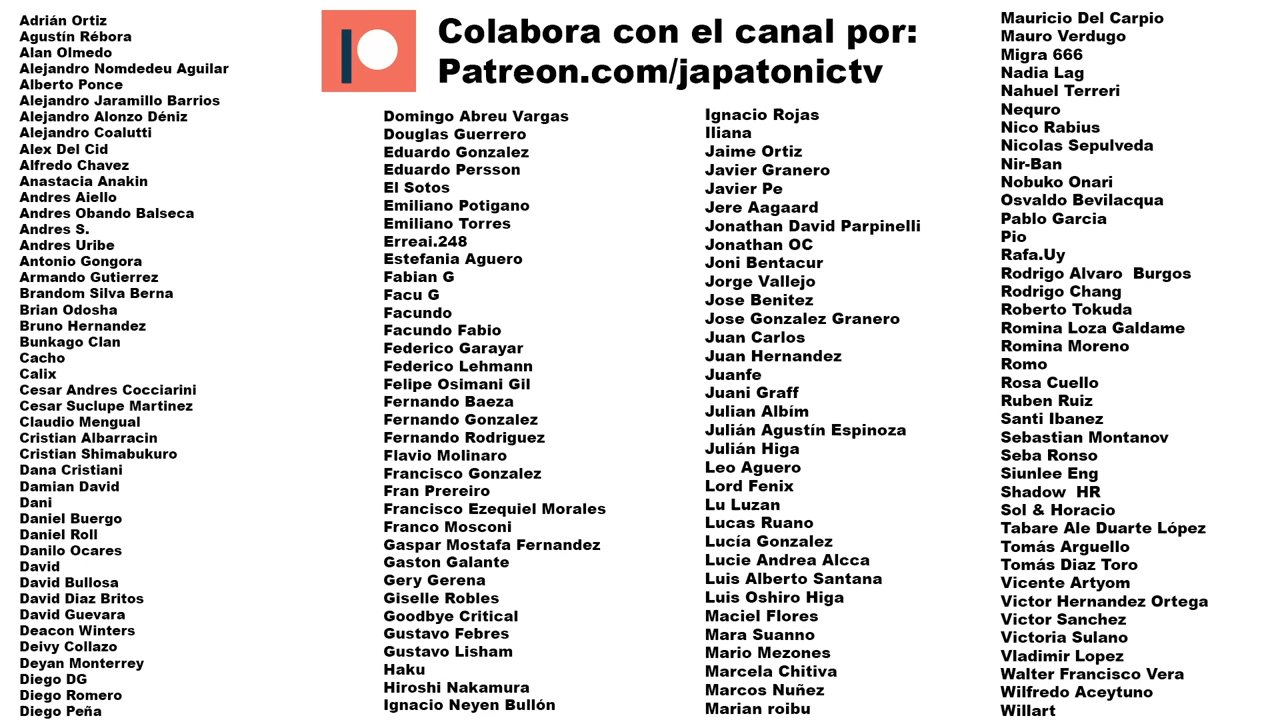 Colabora con el canal por:
Patreon.com/japatonictv
Adrián Ortiz
Agustín Rébora
Alan Olmedo
Alejandro Nomdedeu Aguilar
Alberto Ponce
Alejandro Jaramillo Barrios
Alejandro Alonzo Déniz
Alejandro Coalutti
Alex Del Cid
Alfredo Chavez
Anastacia Anakin
Andres Aiello
Andres Obando Balseca
Andres S.
Andres Uribe
Antonio Gongora
Armando Gutierrez
Brandom Silva Berna
Brian Odosha
Bruno Hernandez
Bunkago Clan
Cacho
Calix
Cesar Andres Cocciarini
Cesar Suclupe Martinez
Claudio Mengual
Cristian Albarracin
Cristian Shimabukuro
Dana Cristiani
Damian David
Dani
Daniel Buergo
Daniel Roll
Danilo Ocares
David
David Bullosa
David Diaz Britos
David Guevara
Deacon Winters
Deivy Collazo
Deyan Monterrey
Diego DG
Diego Romero
Diego Peña
Domingo Abreu Vargas
Douglas Guerrero
Eduardo Gonzalez
Eduardo Persson
El Sotos
Emiliano Potigano
Emiliano Torres
Erreai.248
Estefania Aguero
Fabian G
Facu G
Facundo
Facundo Fabio
Federico Garayar
Federico Lehmann
Felipe Osimani Gil
Fernando Baeza
Fernando Gonzalez
Fernando Rodriguez
Flavio Molinaro
Francisco Gonzalez
Fran Prereiro
Francisco Ezequiel Morales
Franco Mosconi
Gaspar Mostafa Fernandez
Gaston Galante
Gery Gerena
Giselle Robles
Goodbye Critical
Gustavo Febres
Gustavo Lisham
Haku
Hiroshi Nakamura
Ignacio Neyen Bullón
Ignacio Rojas
Iliana
Jaime Ortiz
Javier Granero
Javier Pe
Jere Aagaard
Jonathan David Parpinelli
Jonathan OC
Joni Bentacur
Jorge Vallejo
Jose Benitez
Jose Gonzalez Granero
Juan Carlos
Juan Hernandez
Juanfe
Juani Graff
Julian Albím
Julián Agustín Espinoza
Julián Higa
Leo Aguero
Lord Fenix
Lu Luzan
Lucas Ruano
Lucía Gonzalez
Lucie Andrea Alcca
Luis Alberto Santana
Luis Oshiro Higa
Maciel Flores
Mara Suanno
Mario Mezones
Marcela Chitiva
Marcos Nuñez
Marian roibu
Mauricio Del Carpio
Mauro Verdugo
Migra 666
Nadia Lag
Nahuel Terreri
Nequro
Nico Rabius
Nicolas Sepulveda
Nir-Ban
Nobuko Onari
Osvaldo Bevilacqua
Pablo Garcia
Pio
Rafa.Uy
Rodrigo Alvaro  Burgos
Rodrigo Chang
Roberto Tokuda
Romina Loza Galdame
Romina Moreno
Romo
Rosa Cuello
Ruben Ruiz
Santi Ibanez
Sebastian Montanov
Seba Ronso
Siunlee Eng
Shadow  HR
Sol & Horacio
Tabare Ale Duarte López
Tomás Arguello
Tomás Diaz Toro
Vicente Artyom
Victor Hernandez Ortega
Victor Sanchez
Victoria Sulano
Vladimir Lopez
Walter Francisco Vera
Wilfredo Aceytuno
Willart